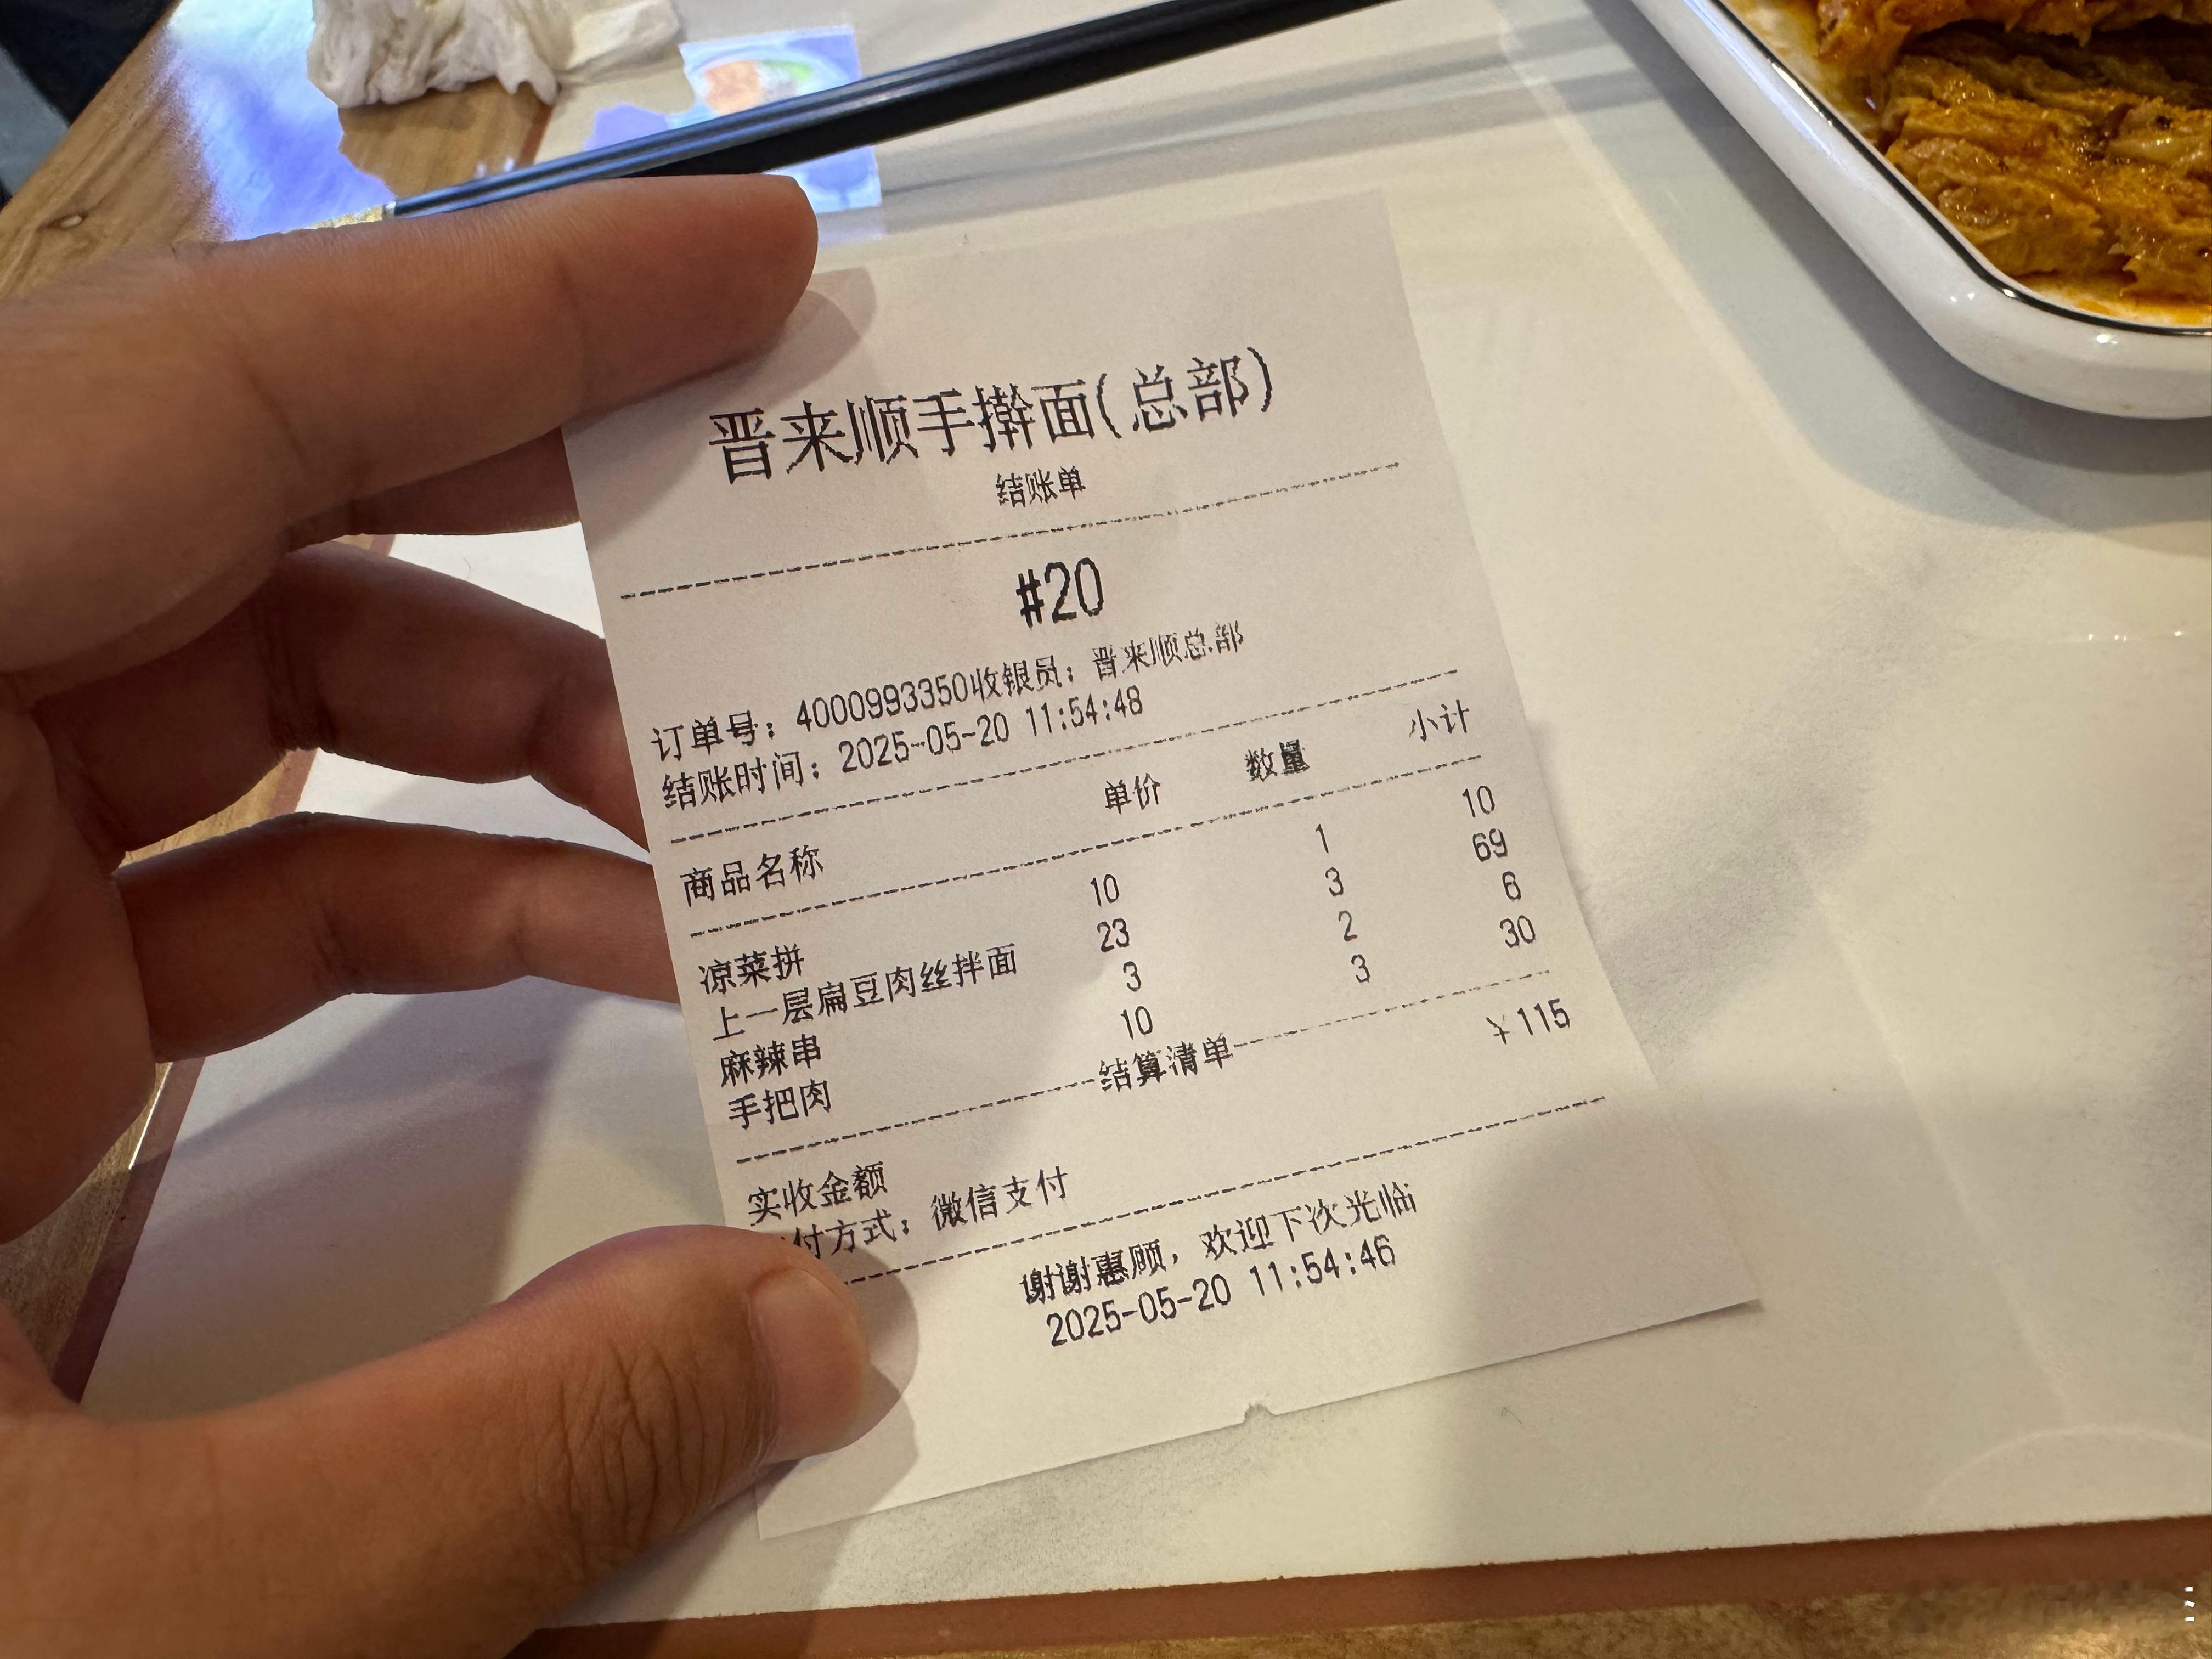 晋来顺手擀面(总部)
结账单
#20
订单号：4000993350收银员：晋来顺总部
结账时间：2025-05-20 11:54:48
商品名称 单价 数量 小计
凉菜拼 10 1 10
上一层扁豆肉丝拌面 23 3 69
麻辣串 3 2 6
手把肉 10 3 30
结算清单
实收金额 ¥115
付方式：微信支付
谢谢惠顾，欢迎下次光临
2025-05-20 11:54:46